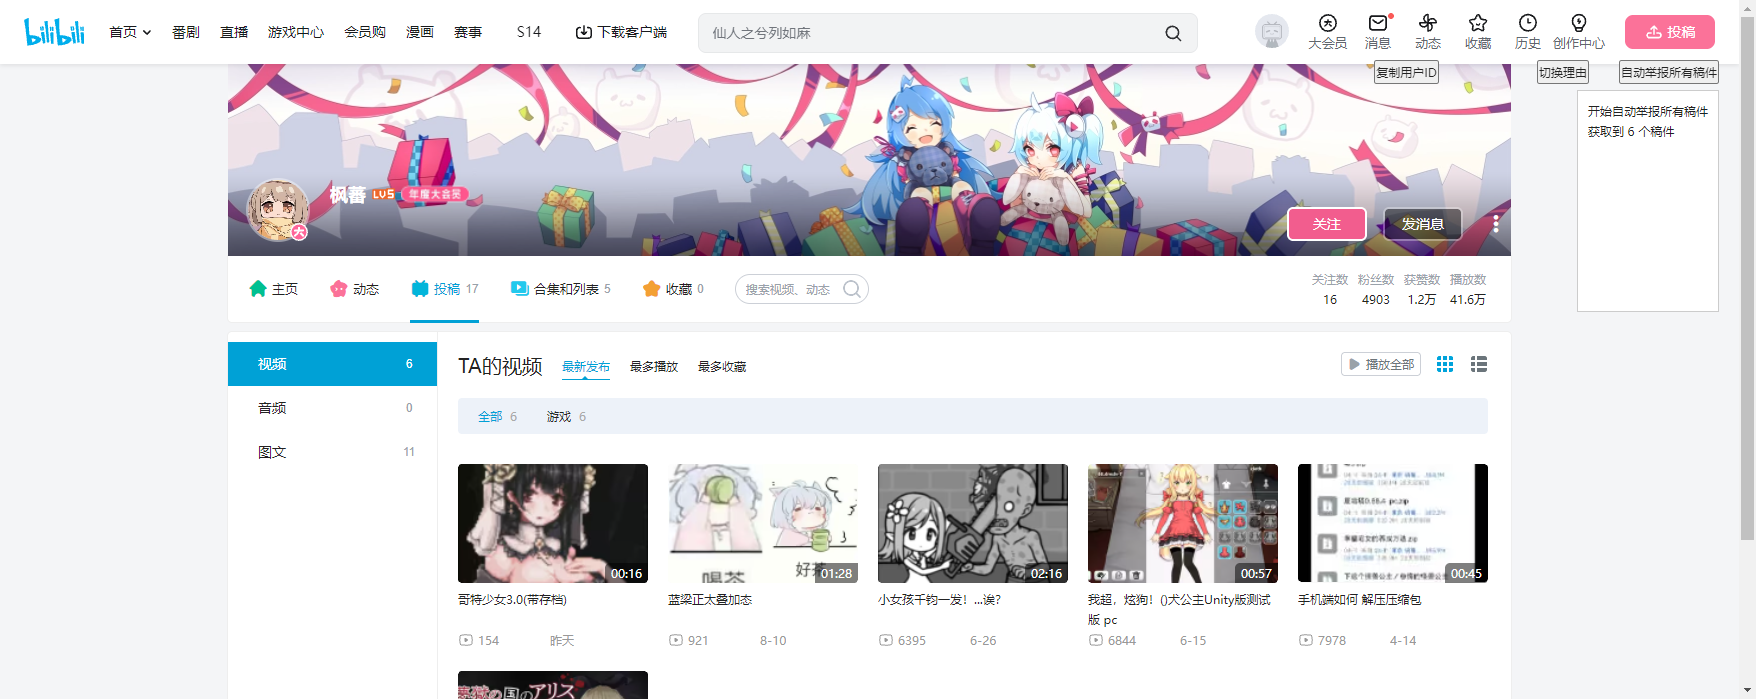 bilibili
首页
番剧
直播
游戏中心
会员购
漫画
赛事
S14
下载客户端
仙人之兮列如麻
大会员
消息
动态
收藏
历史
创作中心
投稿
复制用户ID
切换理由
自动举报所有稿件
开始自动举报所有稿件
获取到 6 个稿件
枫蕃 LV5 年度大会员
大
关注
发消息
主页
动态
投稿 17
合集和列表 5
收藏 0
搜索视频、动态
关注数 粉丝数 获赞数 播放数
16 4903 1.2万 41.6万
视频 6
音频 0
图文 11
TA的视频
最新发布
最多播放
最多收藏
播放全部
全部 6
游戏 6
00:16
喝茶
好茶
01:28
02:16
00:57
00:45
哥特少女3.0(带存档)
154 昨天
蓝梁正太叠加态
921 8-10
小女孩千钧一发！...诶?
6395 6-26
我超，炫狗！()犬公主Unity版测试
版 pc
6844 6-15
手机端如何 解压压缩包
7978 4-14
の国のアリス